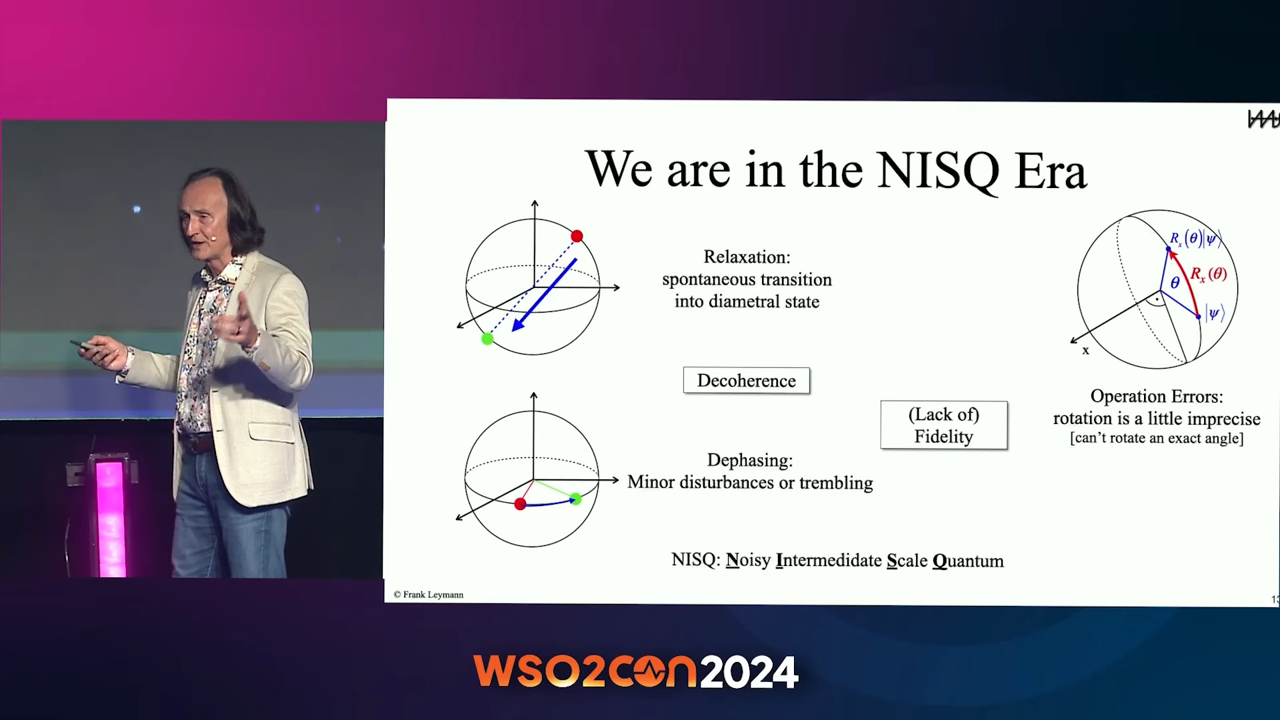 We are in the NISQ Era
Relaxation:
spontaneous transition
into diametral state
Decoherence
Dephasing:
Minor disturbances or trembling
(Lack of)
Fidelity
Rₓ(θ)|ψ⟩
Rₓ(θ)
θ
|ψ⟩
x
Operation Errors:
rotation is a little imprecise
[can't rotate an exact angle]
NISQ: Noisy Intermedidate Scale Quantum
© Frank Leymann
WSO2CON2024